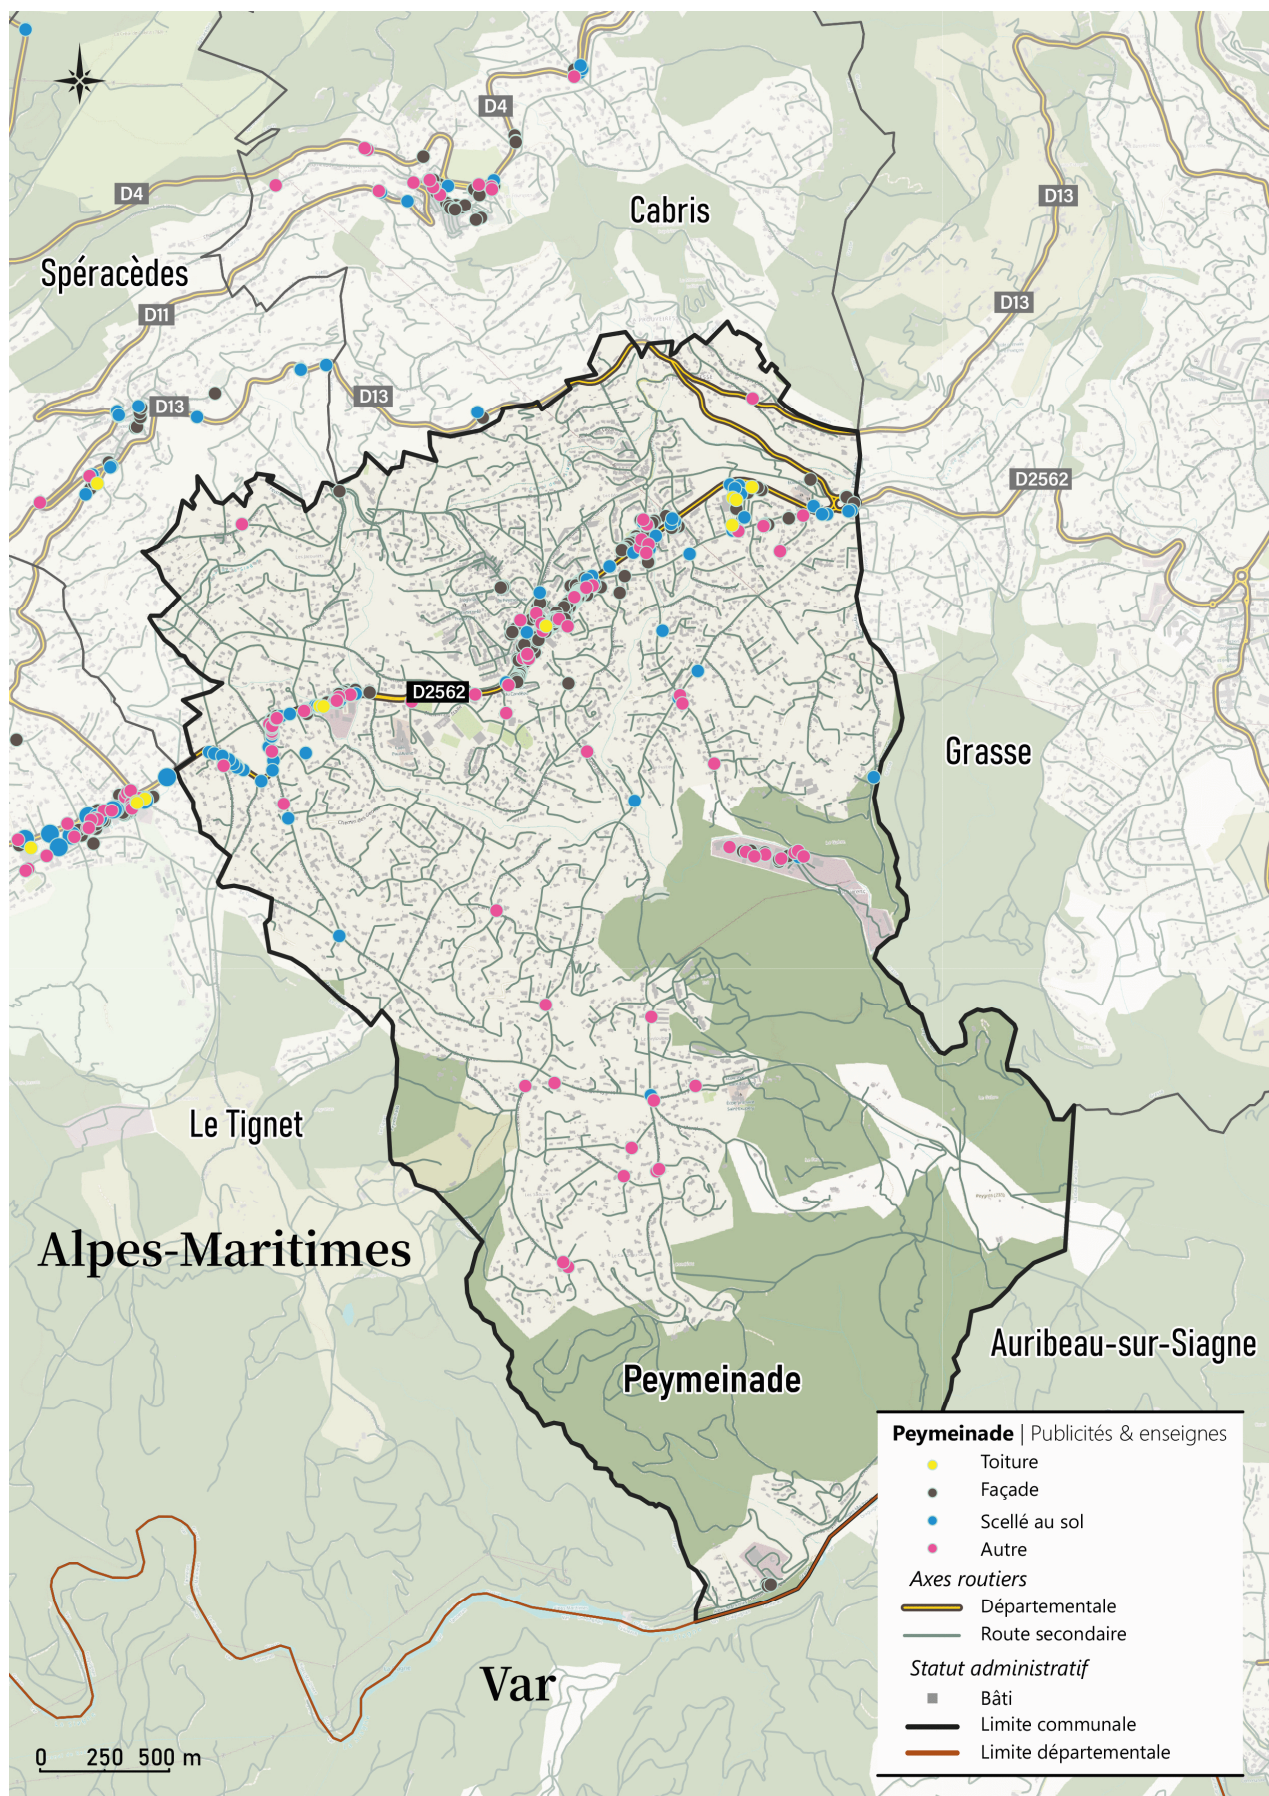 D4
D4
Cabris
D13
Spéracèdes
D13
D11
D13
D13
D2562
D2562
Grasse
Le Tignet
Alpes-Maritimes
Auribeau-sur-Siagne
Peymeinade
Peymeinade | Publicités & enseignes
Toiture
Façade
Scellé au sol
Autre
Axes routiers
Départementale
Route secondaire
Statut administratif
Bâti
Limite communale
Limite départementale
Var
0 250 500 m